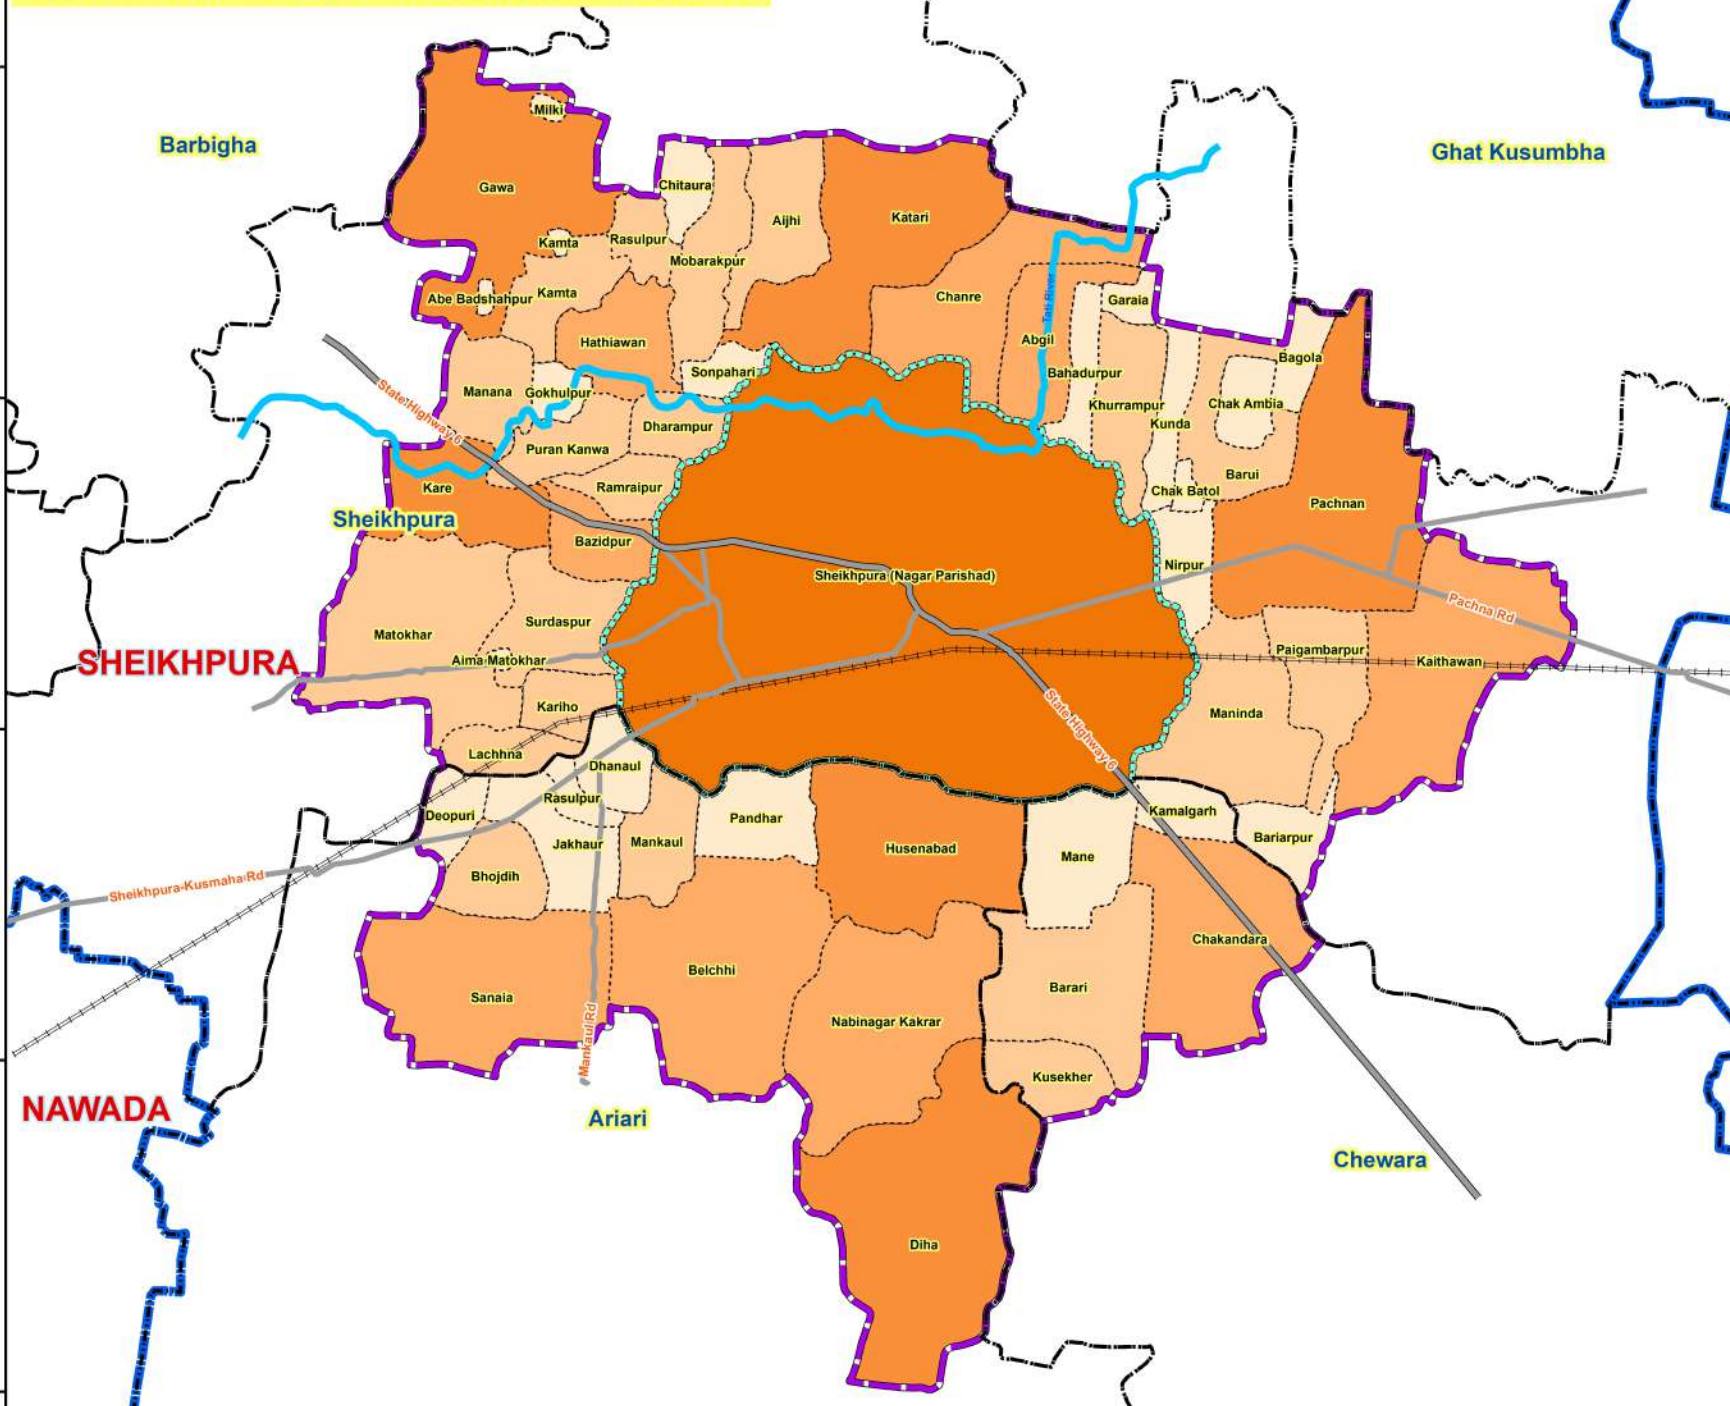 Milki
Barbigha
Ghat Kusumbha
Gawa
Chitaura
Aijhi
Katari
Kamta
Rasulpur
Mobarakpur
Abe Badshahpur
Kamta
Chanre
Tati River
Garaia
Hathiawan
Abgil
Bagola
Sonpahari
Bahadurpur
State Highway 6
Manana
Gokhulpur
Khurrampur
Chak Ambia
Kunda
Dharampur
Puran Kanwa
Barui
Kare
Ramraipur
Chak Batol
Pachnan
Sheikhpura
Bazidpur
Nirpur
Sheikhpura (Nagar Parishad)
Pachna Rd
Surdaspur
Matokhar
SHEIKHPURA
Aima Matokhar
Paigambarpur
Kaithawan
Kariho
Maninda
State Highway 6
Lachhna
Dhanaul
Rasulpur
Deopuri
Pandhar
Kamalgarh
Jakhaur
Mankaul
Husenabad
Mane
Bariarpur
Bhojdih
Sheikhpura-Kusmaha Rd
Chakandara
Belchhi
Sanaia
Barari
Nabinagar Kakrar
Mankaul Rd
Kusekher
NAWADA
Ariari
Chewara
Diha